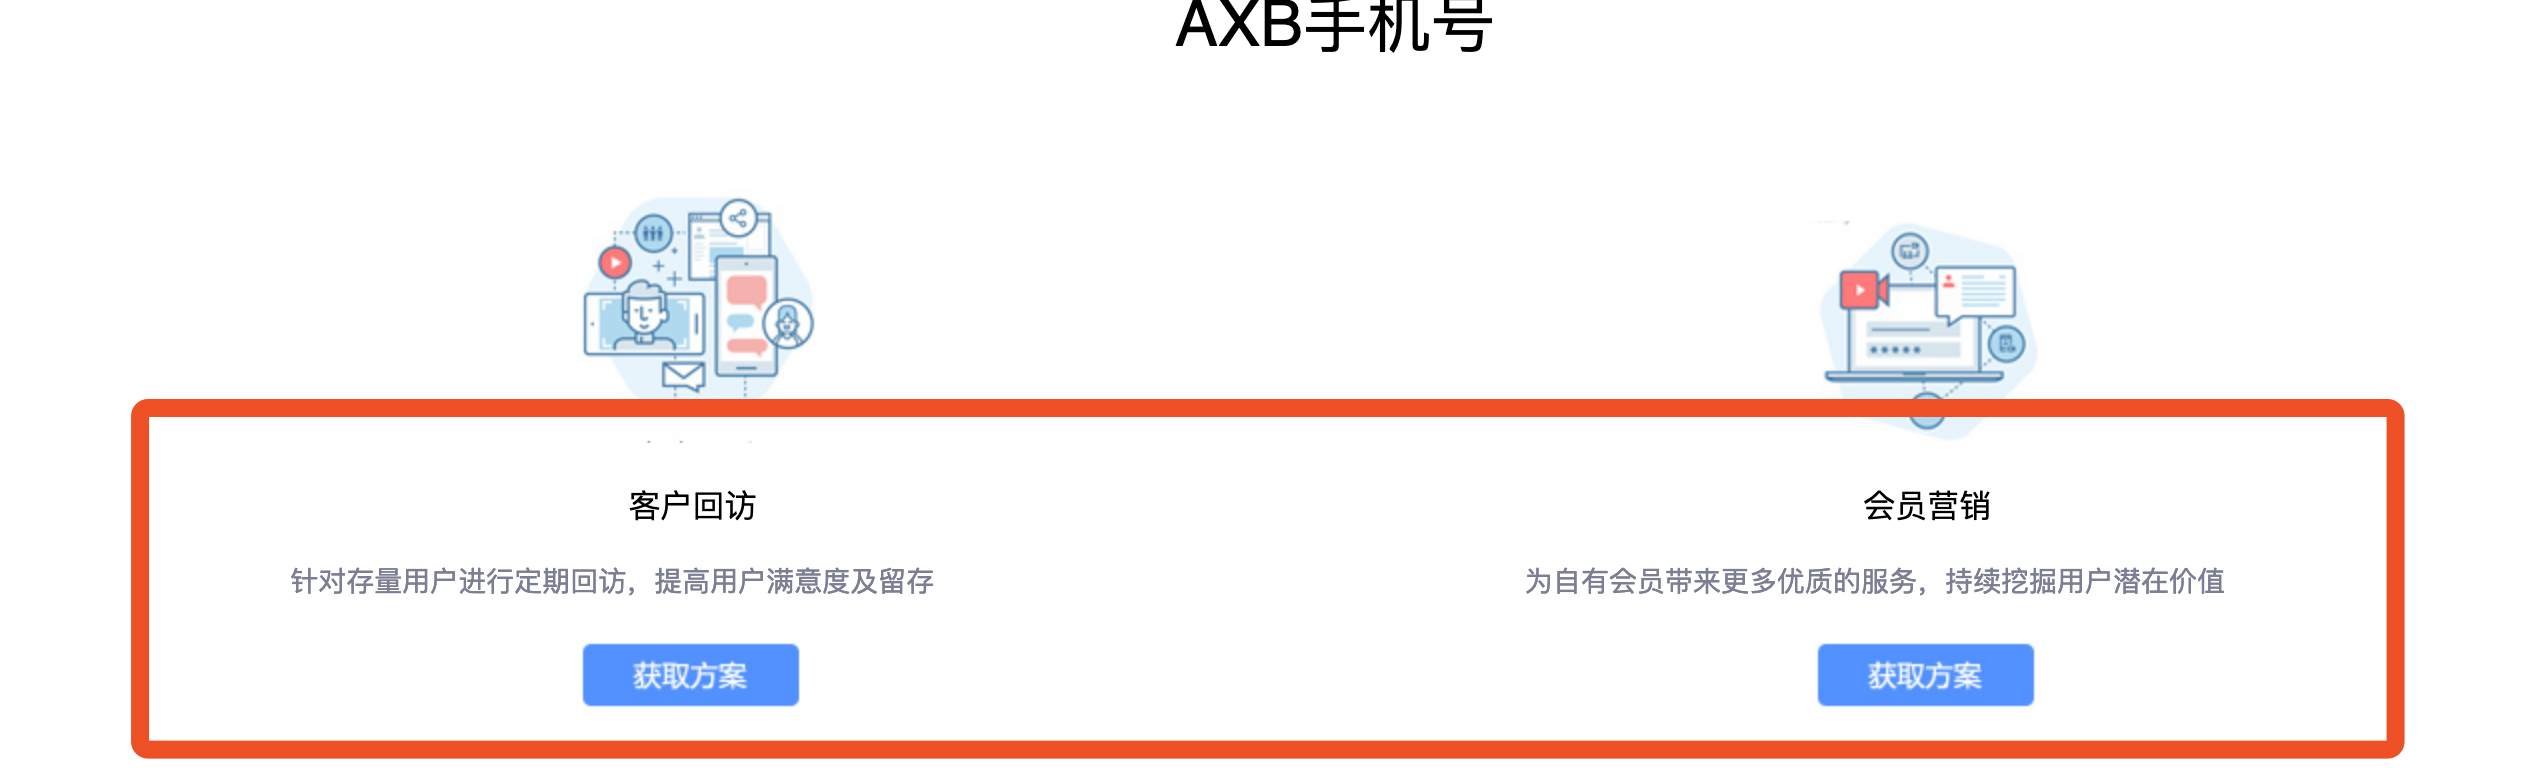 AXB手机号
客户回访
会员营销
针对存量用户进行定期回访，提高用户满意度及留存
为自有会员带来更多优质的服务，持续挖掘用户潜在价值
获取方案
获取方案